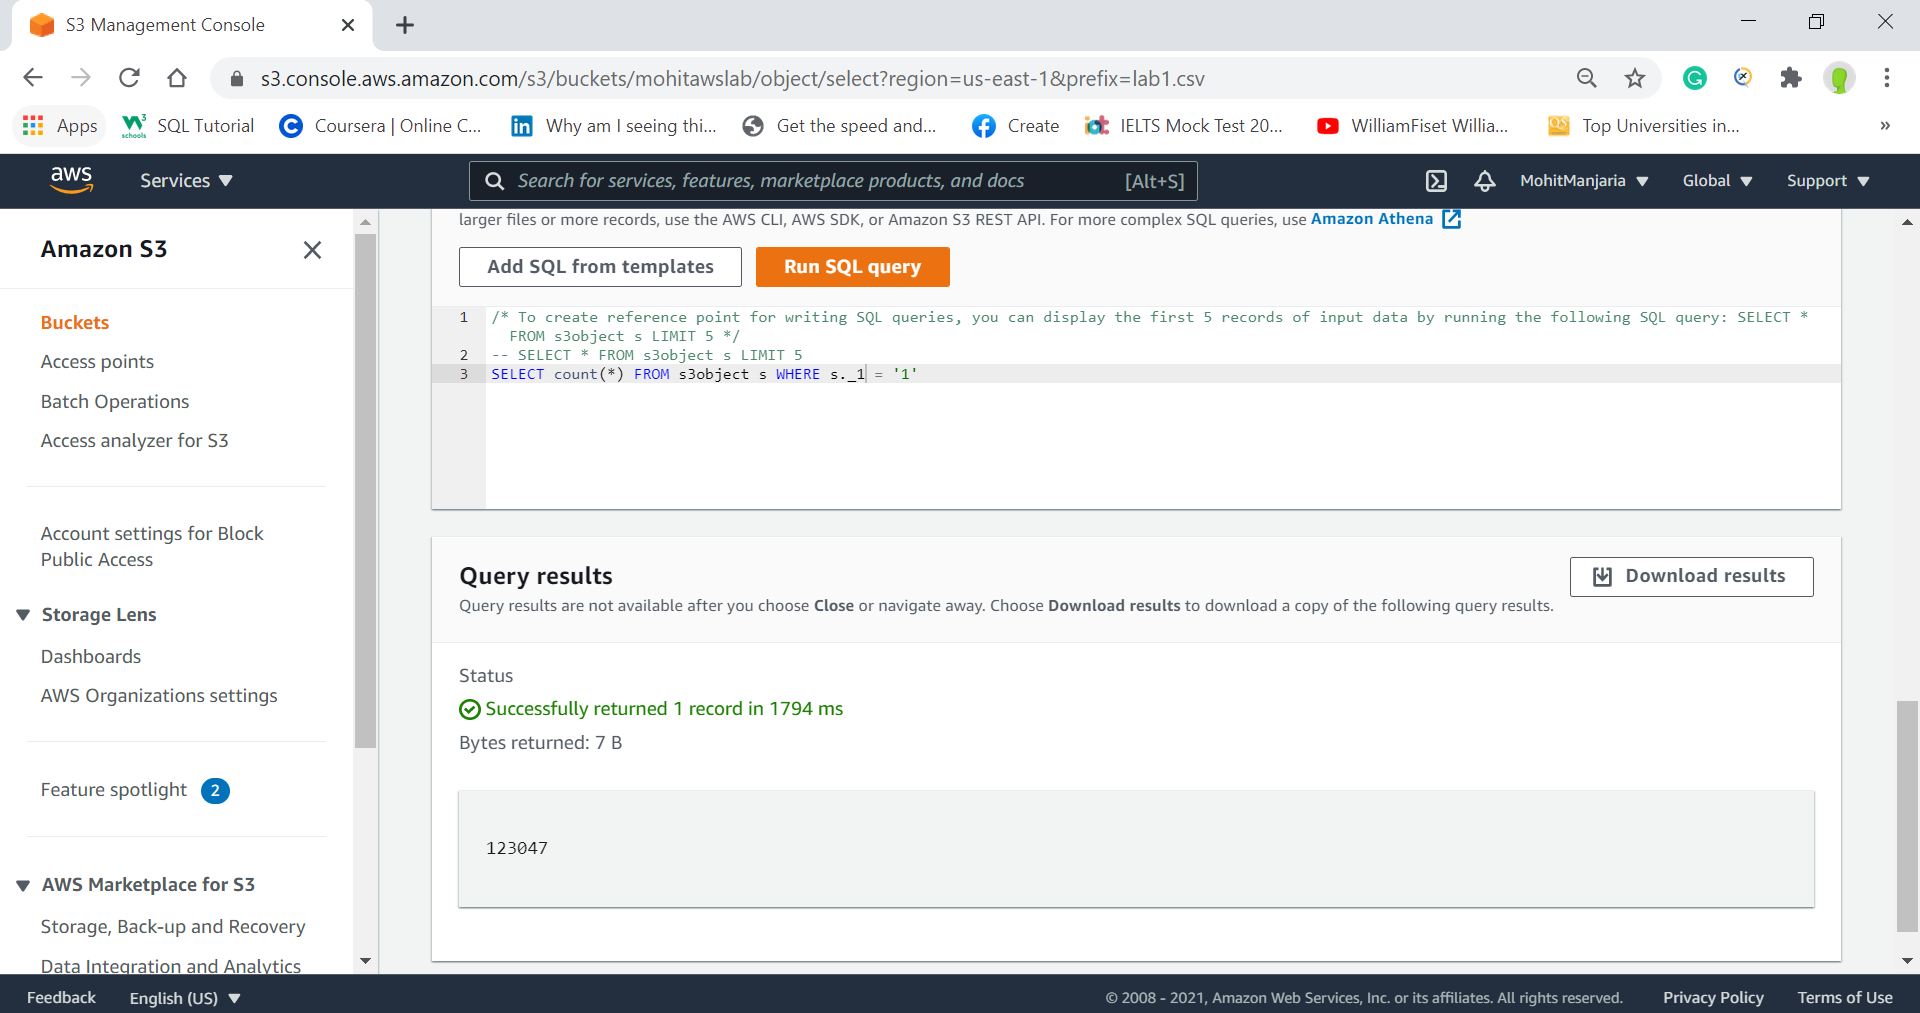 S3 Management Console
s3.console.aws.amazon.com/s3/buckets/mohitawslab/object/select?region=us-east-1&prefix=lab1.csv
Apps
W3 schools
SQL Tutorial
Coursera | Online C...
in
Why am I seeing thi...
Get the speed and...
Create
IELTS Mock Test 20...
WilliamFiset Willia...
QS
Top Universities in...
»
aws
Services
Search for services, features, marketplace products, and docs
[Alt+S]
MohitManjaria
Global
Support
Amazon S3
Buckets
Access points
Batch Operations
Access analyzer for S3
Account settings for Block
Public Access
Storage Lens
Dashboards
AWS Organizations settings
Feature spotlight 2
AWS Marketplace for S3
Storage, Back-up and Recovery
Data Integration and Analytics
larger files or more records, use the AWS CLI, AWS SDK, or Amazon S3 REST API. For more complex SQL queries, use Amazon Athena
Add SQL from templates
Run SQL query
1 /* To create reference point for writing SQL queries, you can display the first 5 records of input data by running the following SQL query: SELECT *
FROM s3object s LIMIT 5 */
2 -- SELECT * FROM s3object s LIMIT 5
3 SELECT count(*) FROM s3object s WHERE s._1 = '1'
Query results
Download results
Query results are not available after you choose Close or navigate away. Choose Download results to download a copy of the following query results.
Status
Successfully returned 1 record in 1794 ms
Bytes returned: 7 B
123047
Feedback
English (US)
© 2008 - 2021, Amazon Web Services, Inc. or its affiliates. All rights reserved.
Privacy Policy
Terms of Use